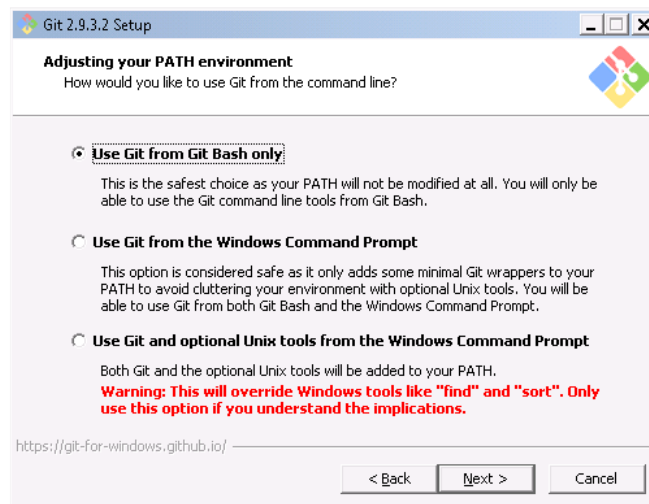 Git 2.9.3.2 Setup
Adjusting your PATH environment
How would you like to use Git from the command line?
Use Git from Git Bash only
This is the safest choice as your PATH will not be modified at all. You will only be
able to use the Git command line tools from Git Bash.
Use Git from the Windows Command Prompt
This option is considered safe as it only adds some minimal Git wrappers to your
PATH to avoid cluttering your environment with optional Unix tools. You will be
able to use Git from both Git Bash and the Windows Command Prompt.
Use Git and optional Unix tools from the Windows Command Prompt
Both Git and the optional Unix tools will be added to your PATH.
Warning: This will override Windows tools like "find" and "sort". Only
use this option if you understand the implications.
https://git-for-windows.github.io/
< Back Next > Cancel